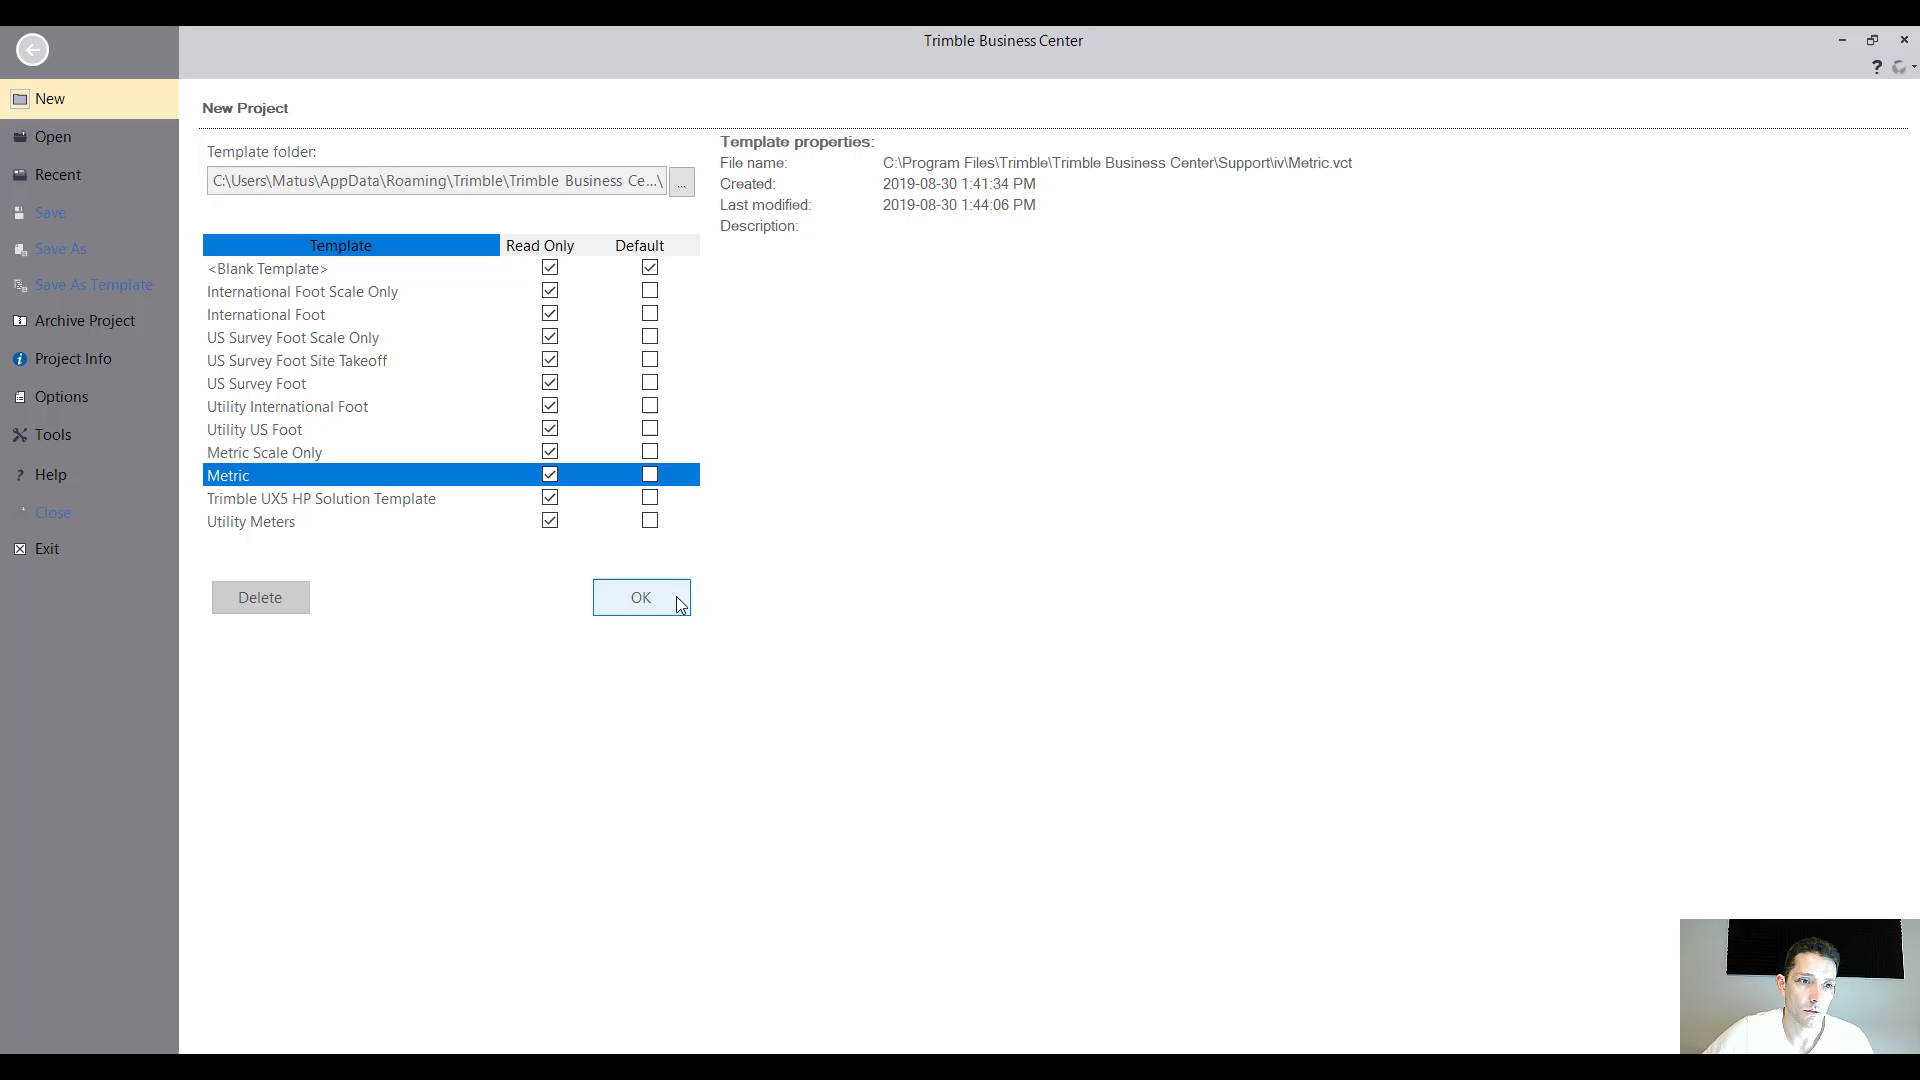 Trimble Business Center
New
Open
Recent
Save
Save As
Save As Template
Archive Project
Project Info
Options
Tools
Help
Close
Exit
New Project
Template folder:
C:\Users\Matus\AppData\Roaming\Trimble\Trimble Business Ce...\
...
Template Read Only Default
<Blank Template>
International Foot Scale Only
International Foot
US Survey Foot Scale Only
US Survey Foot Site Takeoff
US Survey Foot
Utility International Foot
Utility US Foot
Metric Scale Only
Metric
Trimble UX5 HP Solution Template
Utility Meters
Delete
OK
Template properties:
File name: C:\Program Files\Trimble\Trimble Business Center\Support\iv\Metric.vct
Created: 2019-08-30 1:41:34 PM
Last modified: 2019-08-30 1:44:06 PM
Description: